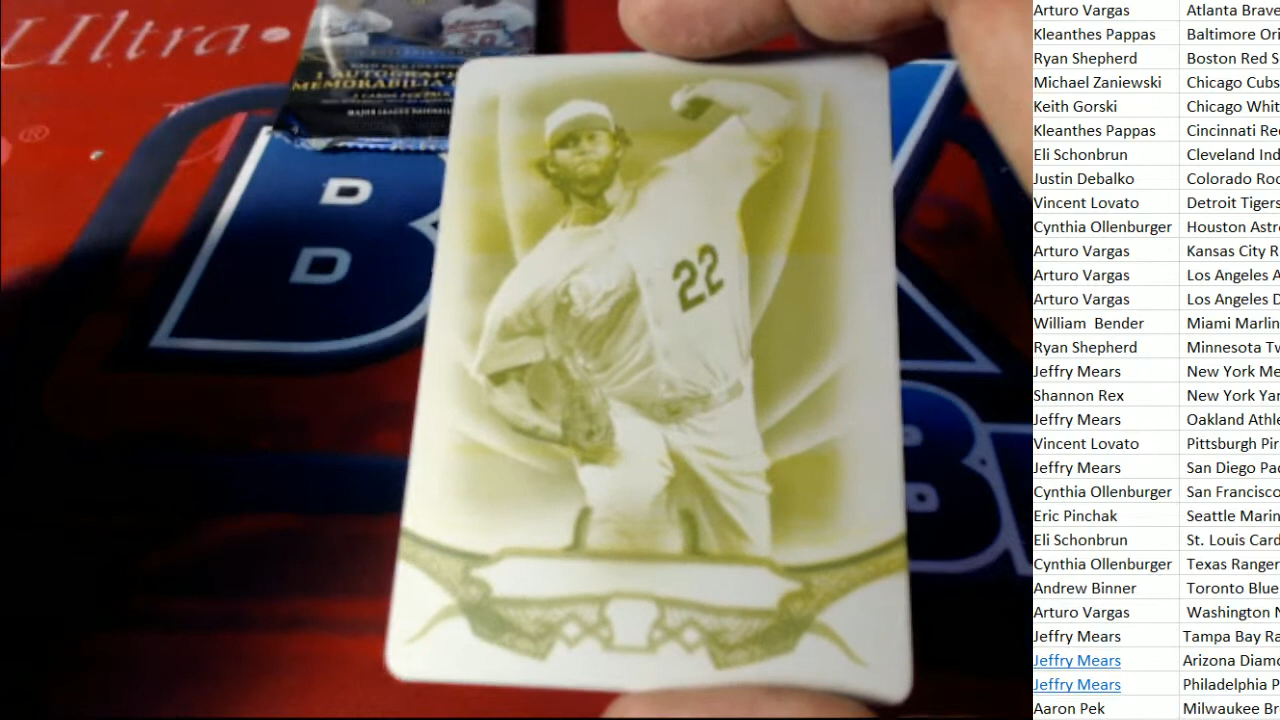 Ultra
®
1 AUTOGRAPH
MEMORABILIA
22
B
D
Arturo Vargas Atlanta Brave
Kleanthes Pappas Baltimore Ori
Ryan Shepherd Boston Red S
Michael Zaniewski Chicago Cubs
Keith Gorski Chicago Whit
Kleanthes Pappas Cincinnati Re
Eli Schonbrun Cleveland Ind
Justin Debalko Colorado Roc
Vincent Lovato Detroit Tigers
Cynthia Ollenburger Houston Astr
Arturo Vargas Kansas City R
Arturo Vargas Los Angeles A
Arturo Vargas Los Angeles D
William Bender Miami Marlin
Ryan Shepherd Minnesota Tw
Jeffry Mears New York Me
Shannon Rex New York Yan
Jeffry Mears Oakland Athle
Vincent Lovato Pittsburgh Pir
Jeffry Mears San Diego Pad
Cynthia Ollenburger San Francisco
Eric Pinchak Seattle Marin
Eli Schonbrun St. Louis Card
Cynthia Ollenburger Texas Ranger
Andrew Binner Toronto Blue
Arturo Vargas Washington N
Jeffry Mears Tampa Bay Ra
Jeffry Mears Arizona Diamo
Jeffry Mears Philadelphia P
Aaron Pek Milwaukee Br